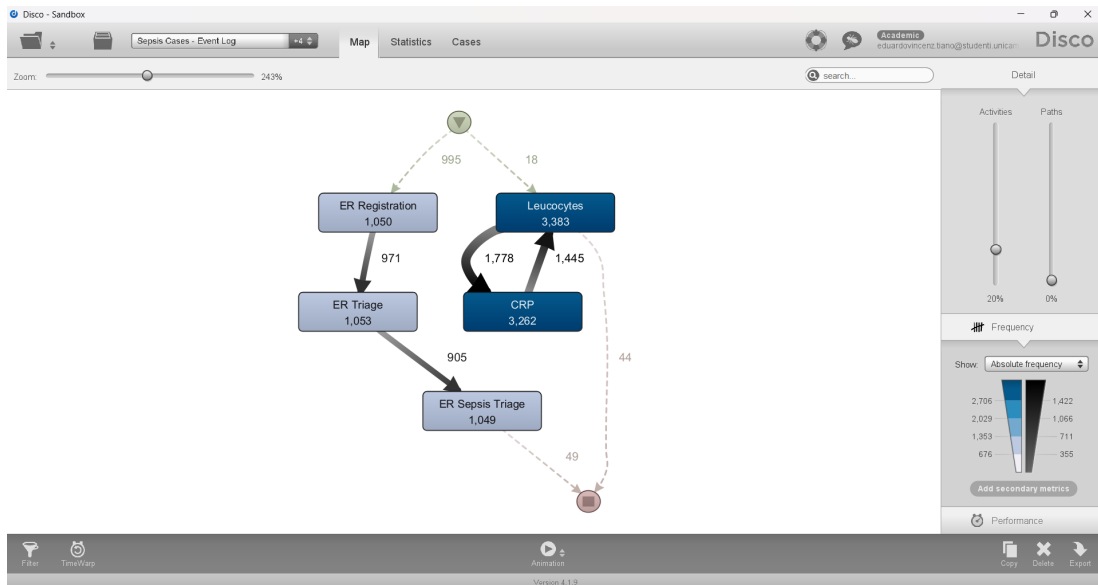 Disco - Sandbox
Sepsis Cases - Event Log
+4
Map
Statistics
Cases
Academic
eduardovincenz.tiano@studenti.unicam
Disco
Zoom:
243%
search...
Detail
995
18
ER Registration
1,050
Leucocytes
3,383
971
1,778
1,445
ER Triage
1,053
CRP
3,262
905
44
ER Sepsis Triage
1,049
49
Activities
Paths
20%
0%
Frequency
Show:
Absolute frequency
2,706
1,422
2,029
1,066
1,353
711
676
355
Add secondary metrics
Performance
Filter
TimeWarp
Animation
Copy
Delete
Export
Version 4.1.9